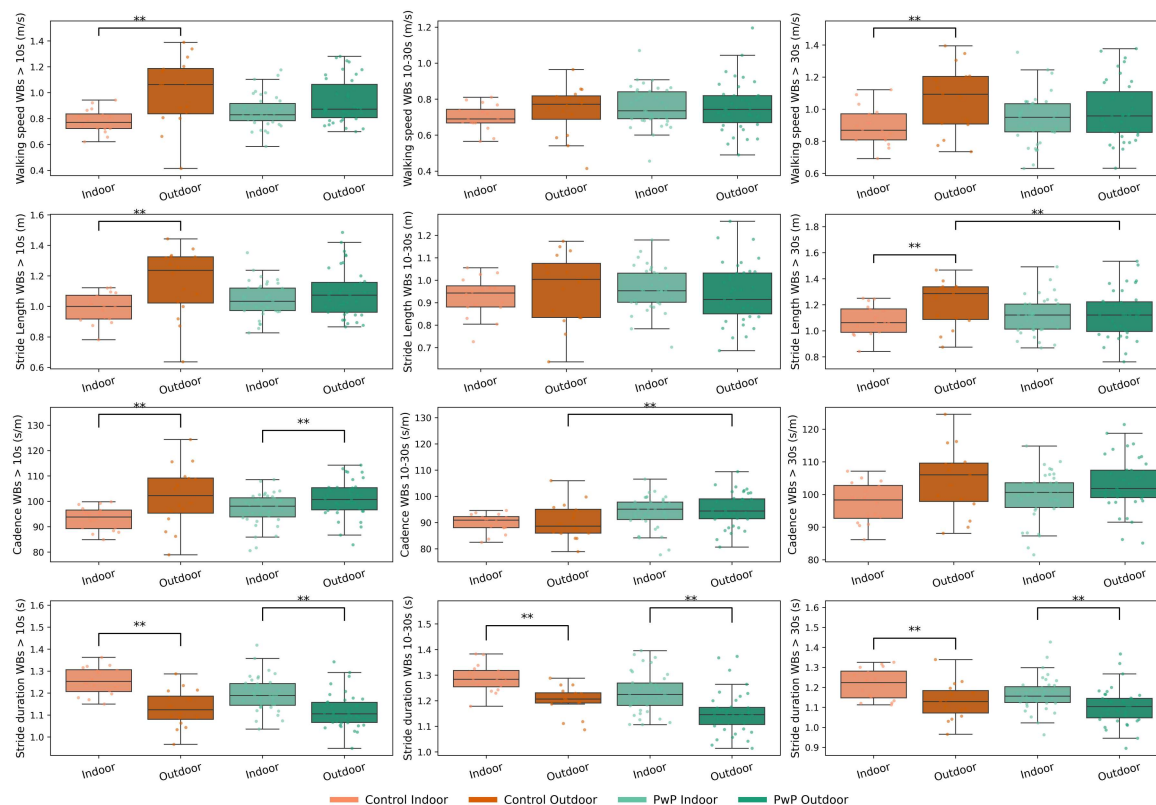 **
**
Walking speed WBs > 10s (m/s)
1.4
1.2
1.0
0.8
0.6
0.4
Indoor
Outdoor
Indoor
Outdoor
Walking speed WBs 10-30s (m/s)
1.2
1.0
0.8
0.6
0.4
Indoor
Outdoor
Indoor
Outdoor
Walking speed WBs > 30s (m/s)
1.4
1.2
1.0
0.8
0.6
Indoor
Outdoor
Indoor
Outdoor
**
**
**
Stride Length WBs > 10s (m)
1.6
1.4
1.2
1.0
0.8
0.6
Indoor
Outdoor
Indoor
Outdoor
Stride Length WBs 10-30s (m)
1.2
1.1
1.0
0.9
0.8
0.7
Indoor
Outdoor
Indoor
Outdoor
Stride Length WBs > 30s (m)
1.8
1.6
1.4
1.2
1.0
0.8
Indoor
Outdoor
Indoor
Outdoor
**
**
**
Cadence WBs > 10s (s/m)
130
120
110
100
90
80
Indoor
Outdoor
Indoor
Outdoor
Cadence WBs 10-30s (s/m)
130
120
110
100
90
80
Indoor
Outdoor
Indoor
Outdoor
Cadence WBs > 30s (s/m)
120
110
100
90
80
Indoor
Outdoor
Indoor
Outdoor
**
**
**
**
**
**
Stride duration WBs > 10s (s)
1.6
1.5
1.4
1.3
1.2
1.1
1.0
Indoor
Outdoor
Indoor
Outdoor
Stride duration WBs 10-30s (s)
1.5
1.4
1.3
1.2
1.1
1.0
Indoor
Outdoor
Indoor
Outdoor
Stride duration WBs > 30s (s)
1.6
1.5
1.4
1.3
1.2
1.1
1.0
0.9
Indoor
Outdoor
Indoor
Outdoor
Control Indoor
Control Outdoor
PwP Indoor
PwP Outdoor